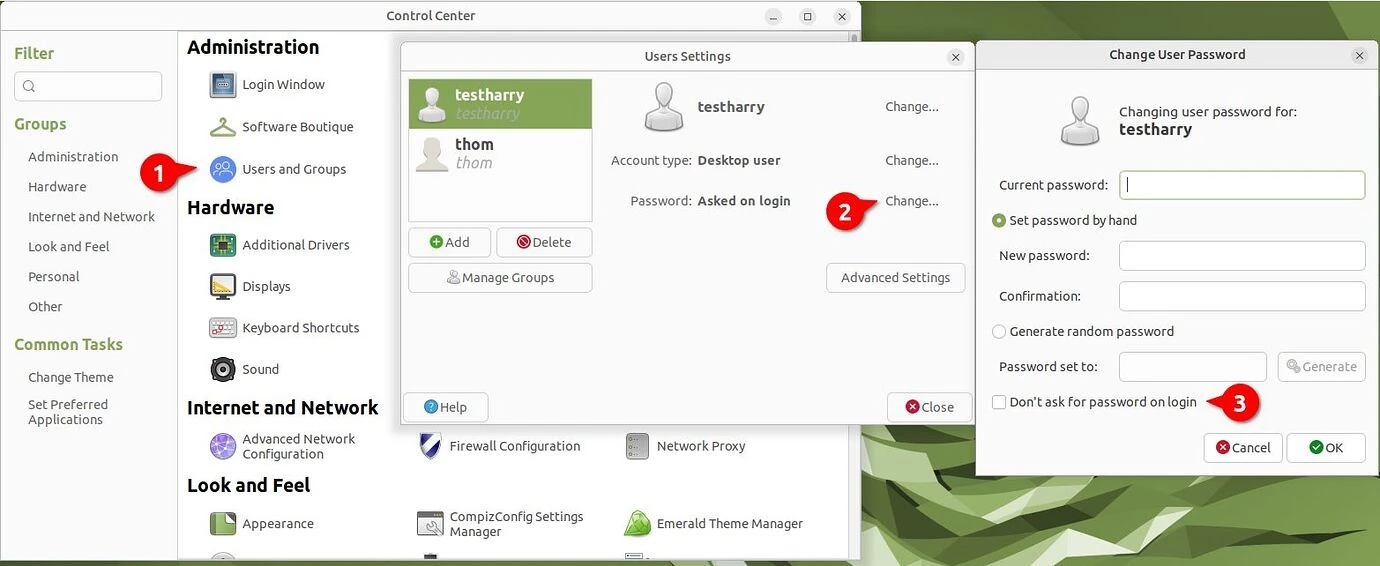 Control Center
Filter
Groups
Administration
Hardware
Internet and Network
Look and Feel
Personal
Other
Common Tasks
Change Theme
Set Preferred
Applications
Administration
Login Window
Software Boutique
1
Users and Groups
Hardware
Additional Drivers
Displays
Keyboard Shortcuts
Sound
Internet and Network
Advanced Network
Configuration
Firewall Configuration
Network Proxy
Look and Feel
Appearance
CompizConfig Settings
Manager
Emerald Theme Manager
Users Settings
testharry
testharry
thom
thom
Add
Delete
Manage Groups
testharry
Change...
Account type: Desktop user
Change...
Password: Asked on login
2
Change...
Advanced Settings
Help
Close
Change User Password
Changing user password for:
testharry
Current password:
Set password by hand
New password:
Confirmation:
Generate random password
Password set to:
Generate
Don't ask for password on login
3
Cancel
OK